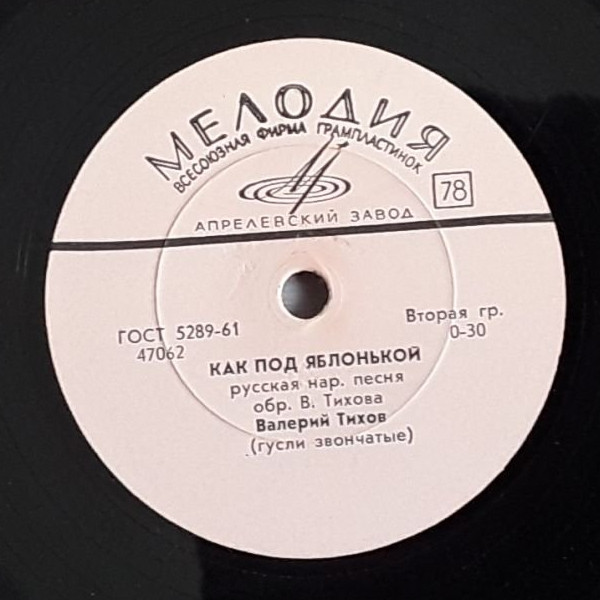 МЕЛОДИЯ
ВСЕСОЮЗНАЯ ФИРМА ГРАМПЛАСТИНОК
78
АПРЕЛЕВСКИЙ ЗАВОД
ГОСТ 5289-61
47062
Вторая гр.
0-30
КАК ПОД ЯБЛОНЬКОЙ
русская нар. песня
обр. В. Тихова
Валерий Тихов
(гусли звончатые)